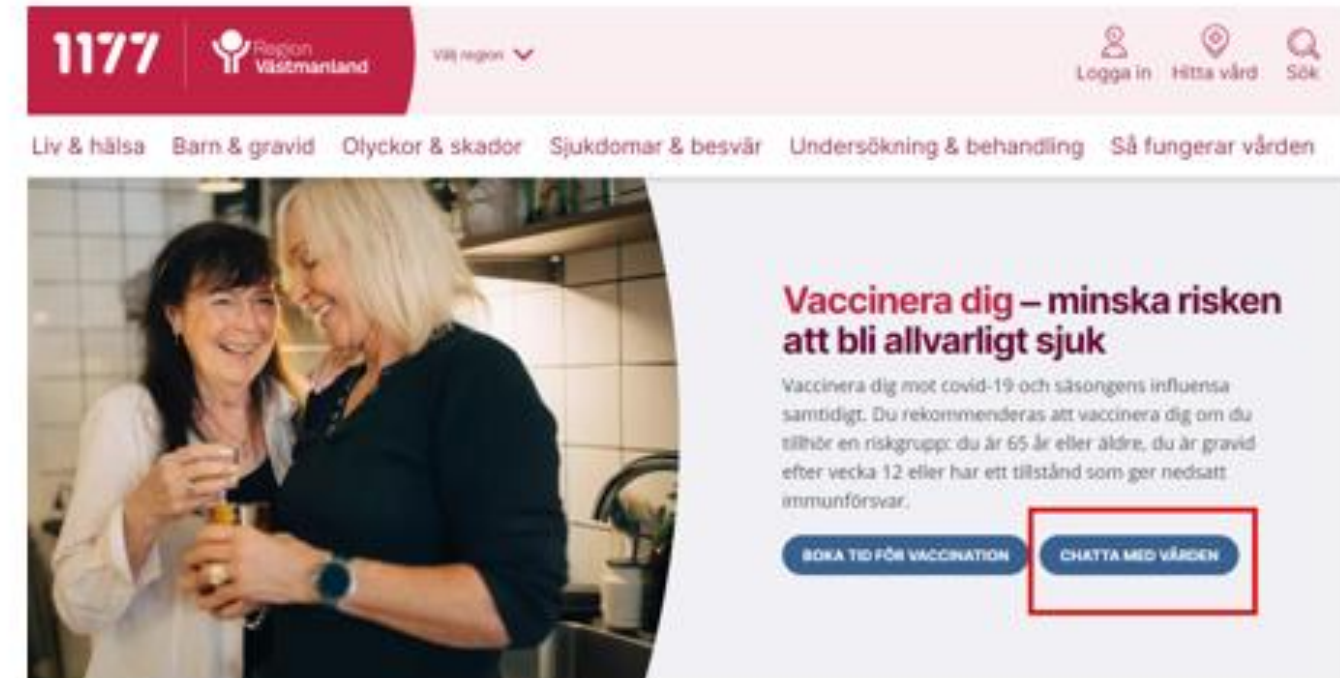 1177
Region
Västmanland
Välj region
Logga in
Hitta vård
Sök
Liv & hälsa
Barn & gravid
Olyckor & skador
Sjukdomar & besvär
Undersökning & behandling
Så fungerar vården
Vaccinera dig – minska risken
att bli allvarligt sjuk
Vaccinera dig mot covid-19 och säsongens influensa
samtidigt. Du rekommenderas att vaccinera dig om du
tillhör en riskgrupp: du är 65 år eller äldre, du är gravid
efter vecka 12 eller har ett tillstånd som ger nedsatt
immunförsvar.
BOKA TID FÖR VACCINATION
CHATTA MED VÅRDEN